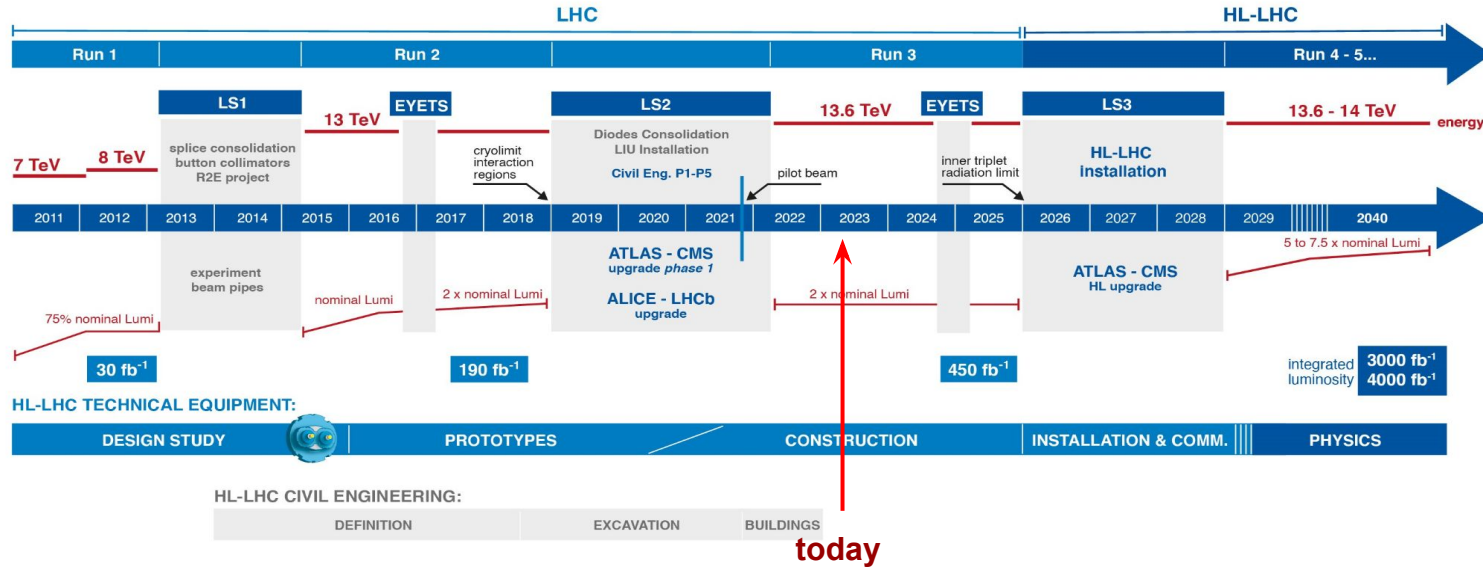 LHC
HL-LHC
Run 1
Run 2
Run 3
Run 4 - 5...
LS1
EYETS
LS2
EYETS
LS3
13 TeV
13.6 TeV
13.6 - 14 TeV
energy
7 TeV
8 TeV
splice consolidation
button collimators
R2E project
cryolimit
interaction
regions
Diodes Consolidation
LIU Installation
Civil Eng. P1-P5
pilot beam
inner triplet
radiation limit
HL-LHC
installation
2011
2012
2013
2014
2015
2016
2017
2018
2019
2020
2021
2022
2023
2024
2025
2026
2027
2028
2029
2040
experiment
beam pipes
ATLAS - CMS
upgrade phase 1
ALICE - LHCb
upgrade
ATLAS - CMS
HL upgrade
5 to 7.5 x nominal Lumi
75% nominal Lumi
nominal Lumi
2 x nominal Lumi
2 x nominal Lumi
30 fb⁻¹
190 fb⁻¹
450 fb⁻¹
integrated
luminosity
3000 fb⁻¹
4000 fb⁻¹
HL-LHC TECHNICAL EQUIPMENT:
DESIGN STUDY
PROTOTYPES
CONSTRUCTION
INSTALLATION & COMM.
PHYSICS
HL-LHC CIVIL ENGINEERING:
DEFINITION
EXCAVATION
BUILDINGS
today